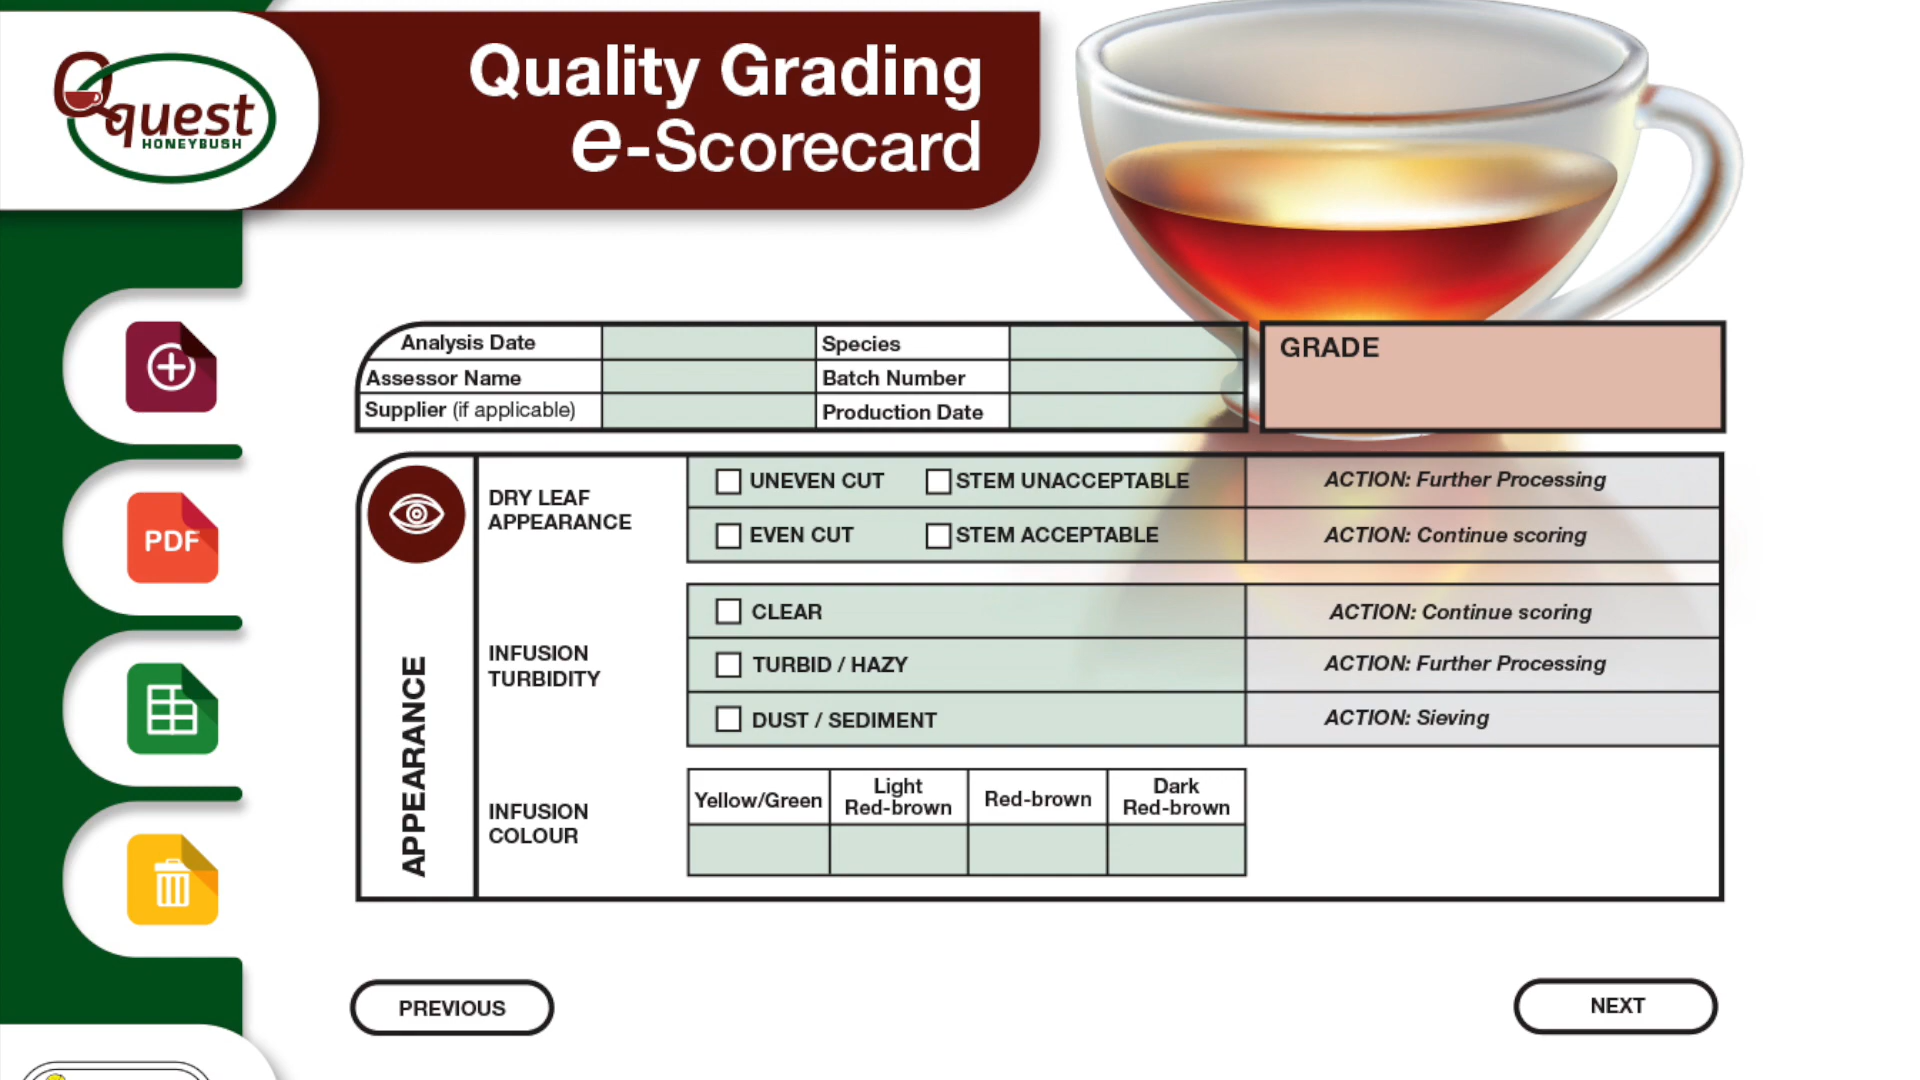 Quality Grading
e-Scorecard
Qquest
HONEYBUSH
PDF
Analysis Date
Species
Assessor Name
Batch Number
Supplier (if applicable)
Production Date
GRADE
APPEARANCE
DRY LEAF
APPEARANCE
UNEVEN CUT
STEM UNACCEPTABLE
ACTION: Further Processing
EVEN CUT
STEM ACCEPTABLE
ACTION: Continue scoring
INFUSION
TURBIDITY
CLEAR
ACTION: Continue scoring
TURBID / HAZY
ACTION: Further Processing
DUST / SEDIMENT
ACTION: Sieving
INFUSION
COLOUR
Yellow/Green
Light
Red-brown
Red-brown
Dark
Red-brown
PREVIOUS
NEXT